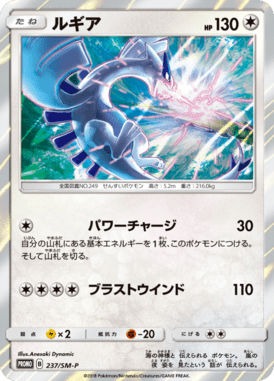 たね ルギア HP 130
全国図鑑NO.249 せんすいポケモン 高さ：5.2m 重さ：216.0kg
パワーチャージ 30
自分の山札にある基本エネルギーを1枚、このポケモンにつける。
そして山札を切る。
ブラストウインド 110
弱点 ×2 抵抗力 -20 にげる
Illus.Anesaki Dynamic
PROMO B 237/SM-P
©2018 Pokémon/Nintendo/Creatures/GAME FREAK.